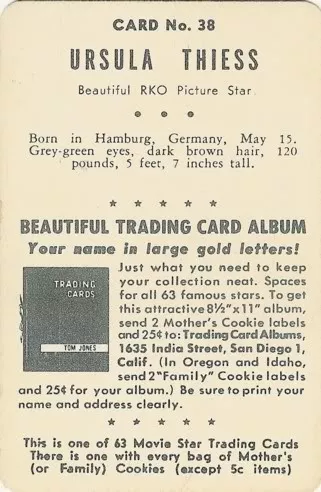 CARD No. 38
URSULA THIESS
Beautiful RKO Picture Star
Born in Hamburg, Germany, May 15.
Grey-green eyes, dark brown hair, 120
pounds, 5 feet, 7 inches tall.
BEAUTIFUL TRADING CARD ALBUM
Your name in large gold letters!
TRADING
CARDS
TOM JONES
Just what you need to keep
your collection neat. Spaces
for all 63 famous stars. To get
this attractive 8½"x11" album,
send 2 Mother's Cookie labels
and 25¢ to: Trading Card Albums,
1635 India Street, San Diego 1,
Calif. (In Oregon and Idaho,
send 2 "Family" Cookie labels
and 25¢ for your album.) Be sure to print your
name and address clearly.
This is one of 63 Movie Star Trading Cards
There is one with every bag of Mother's
(or Family) Cookies (except 5c items)